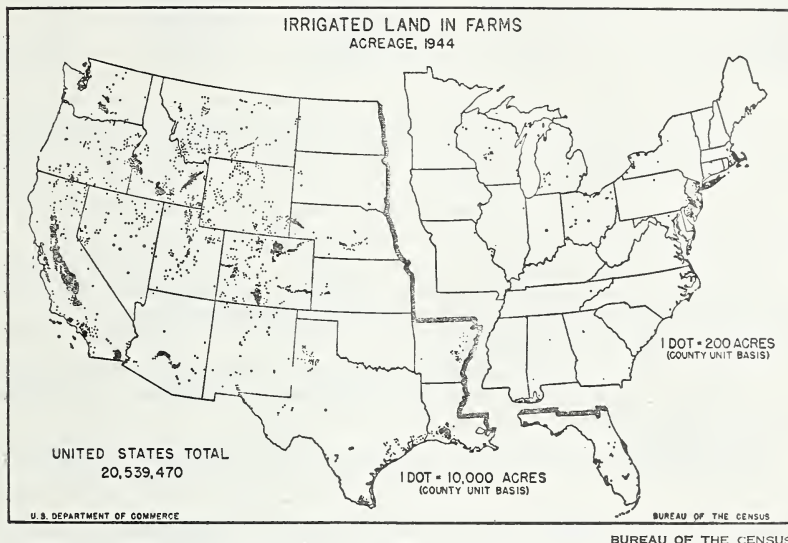 IRRIGATED LAND IN FARMS
ACREAGE, 1944
1 DOT = 200 ACRES
(COUNTY UNIT BASIS)
UNITED STATES TOTAL
20,539,470
1 DOT = 10,000 ACRES
(COUNTY UNIT BASIS)
U.S. DEPARTMENT OF COMMERCE
BUREAU OF THE CENSUS
BUREAU OF THE CENSUS